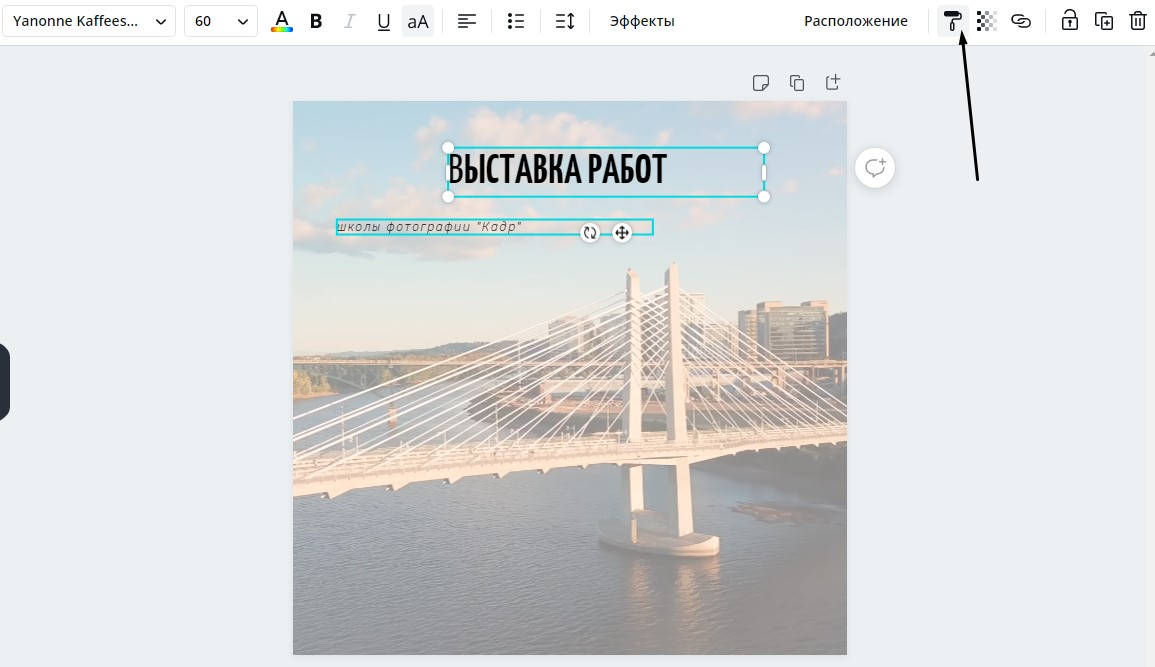 Yanonne Kaffees...
60
A
B
I
U
aA
Эффекты
Расположение
ВЫСТАВКА РАБОТ
школы фотографии "Кадр"